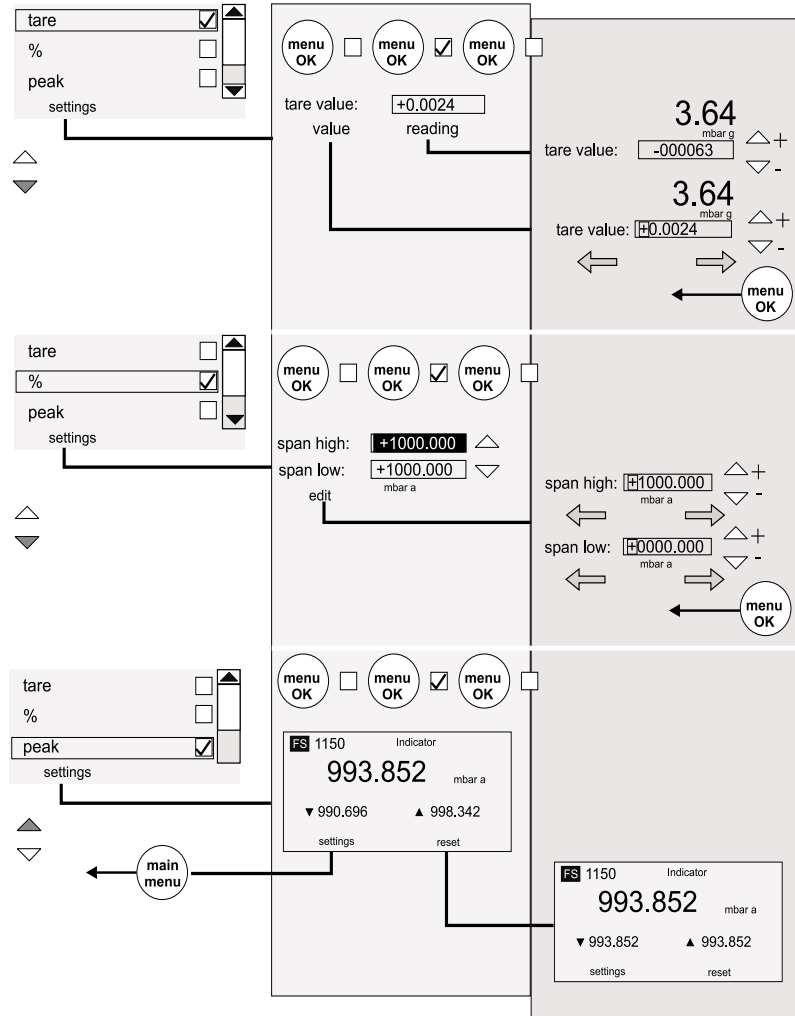 tare
%
peak
settings
menu OK
menu OK
menu OK
tare value: +0.0024
value reading
3.64
mbar g
tare value: -000063
+
-
3.64
mbar g
tare value: +0.0024
+
-
menu OK
tare
%
peak
settings
menu OK
menu OK
menu OK
span high: +1000.000
span low: +1000.000
mbar a
edit
span high: +1000.000
+
-
span low: +0000.000
mbar a
+
-
menu OK
tare
%
peak
settings
main menu
menu OK
menu OK
menu OK
FS 1150 Indicator
993.852 mbar a
▼ 990.696 ▲ 998.342
settings reset
FS 1150 Indicator
993.852 mbar a
▼ 993.852 ▲ 993.852
settings reset